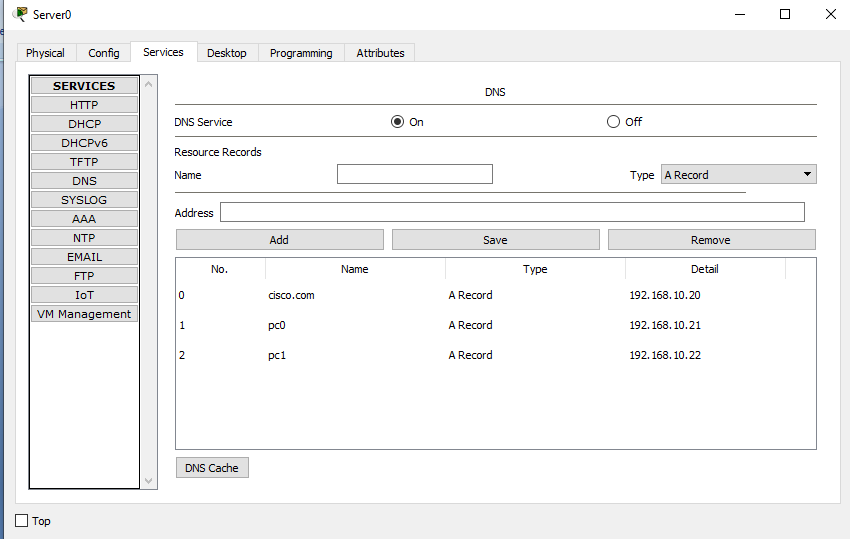 Server0
Physical Config Services Desktop Programming Attributes
SERVICES
HTTP
DHCP
DHCPv6
TFTP
DNS
SYSLOG
AAA
NTP
EMAIL
FTP
IoT
VM Management
DNS
DNS Service On Off
Resource Records
Name Type A Record
Address
Add Save Remove
No. Name Type Detail
0 cisco.com A Record 192.168.10.20
1 pc0 A Record 192.168.10.21
2 pc1 A Record 192.168.10.22
DNS Cache
Top